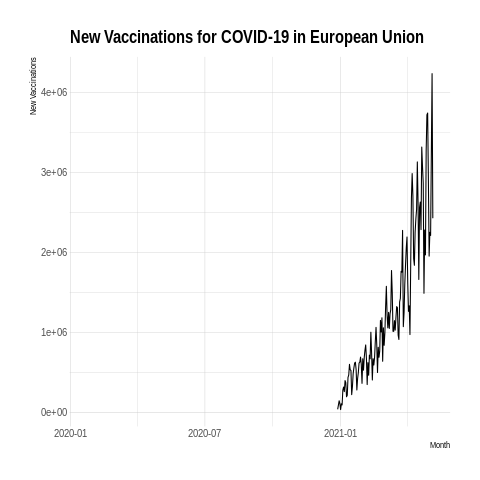 New Vaccinations for COVID-19 in European Union
New Vaccinations
4e+06
3e+06
2e+06
1e+06
0e+00
2020-01
2020-07
2021-01
Month